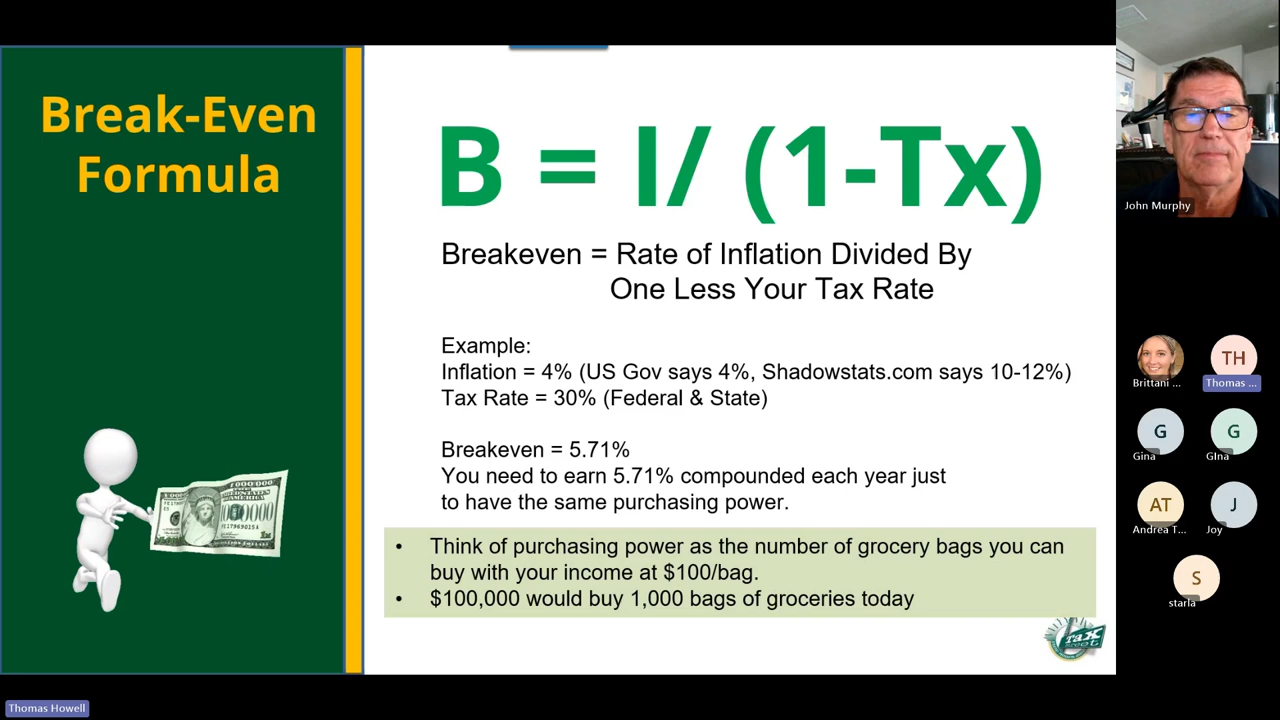 Break-Even
Formula
B = I/ (1-Tx)
Breakeven = Rate of Inflation Divided By
One Less Your Tax Rate
Example:
Inflation = 4% (US Gov says 4%, Shadowstats.com says 10-12%)
Tax Rate = 30% (Federal & State)
Breakeven = 5.71%
You need to earn 5.71% compounded each year just
to have the same purchasing power.
• Think of purchasing power as the number of grocery bags you can
buy with your income at $100/bag.
• $100,000 would buy 1,000 bags of groceries today
Tax
John Murphy
TH
Brittani ...
Thomas ...
G
G
Gina
GIna
AT
J
Andrea T...
Joy
S
starla
Thomas Howell